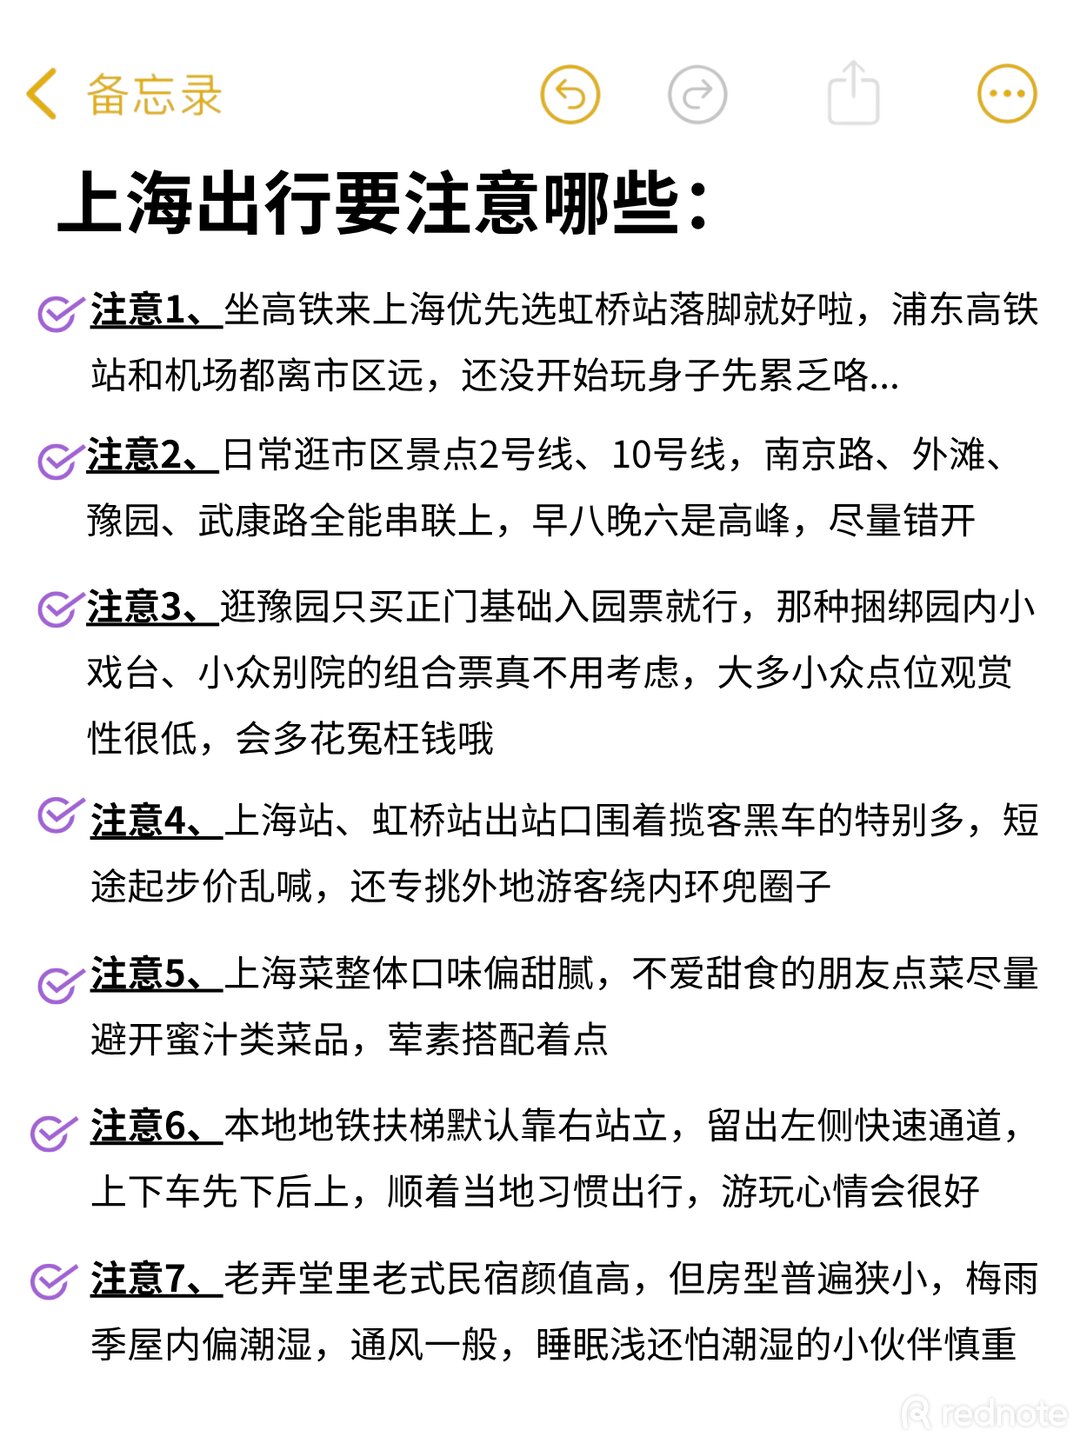 备忘录
上海出行要注意哪些：
注意1、坐高铁来上海优先选虹桥站落脚就好啦，浦东高铁
站和机场都离市区远，还没开始玩身子先累乏咯...
注意2、日常逛市区景点2号线、10号线，南京路、外滩、
豫园、武康路全能串联上，早八晚六是高峰，尽量错开
注意3、逛豫园只买正门基础入园票就行，那种捆绑园内小
戏台、小众别院的组合票真不用考虑，大多小众点位观赏
性很低，会多花冤枉钱哦
注意4、上海站、虹桥站出站口围着揽客黑车的特别多，短
途起步价乱喊，还专挑外地游客绕内环兜圈子
注意5、上海菜整体口味偏甜腻，不爱甜食的朋友点菜尽量
避开蜜汁类菜品，荤素搭配着点
注意6、本地地铁扶梯默认靠右站立，留出左侧快速通道，
上下车先下后上，顺着当地习惯出行，游玩心情会很好
注意7、老弄堂里老式民宿颜值高，但房型普遍狭小，梅雨
季屋内偏潮湿，通风一般，睡眠浅还怕潮湿的小伙伴慎重
rednote